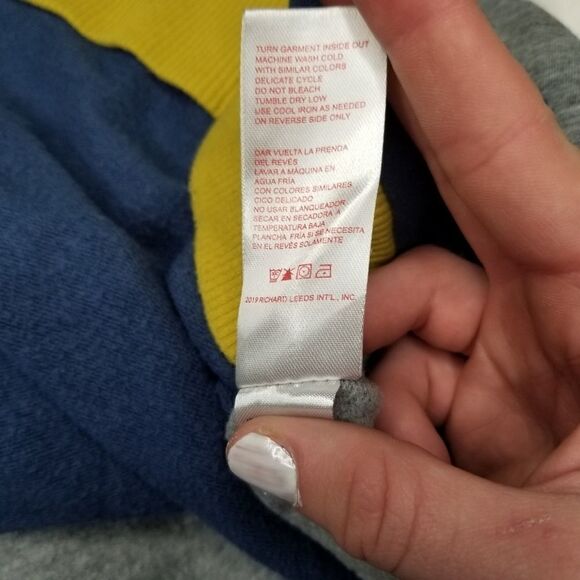 TURN GARMENT INSIDE OUT
MACHINE WASH COLD
WITH SIMILAR COLORS
DELICATE CYCLE
DO NOT BLEACH
TUMBLE DRY LOW
USE COOL IRON AS NEEDED
ON REVERSE SIDE ONLY
DAR VUELTA LA PRENDA
DEL REVÉS
LAVAR A MÁQUINA EN
AGUA FRÍA
CON COLORES SIMILARES
CICO DELICADO
NO USAR BLANQUEADOR
SECAR EN SECADORA A
TEMPERATURA BAJA
PLANCHA FRÍA SI SE NECESITA
EN EL REVÉS SOLAMENTE
2019 RICHARD LEEDS INT'L., INC.